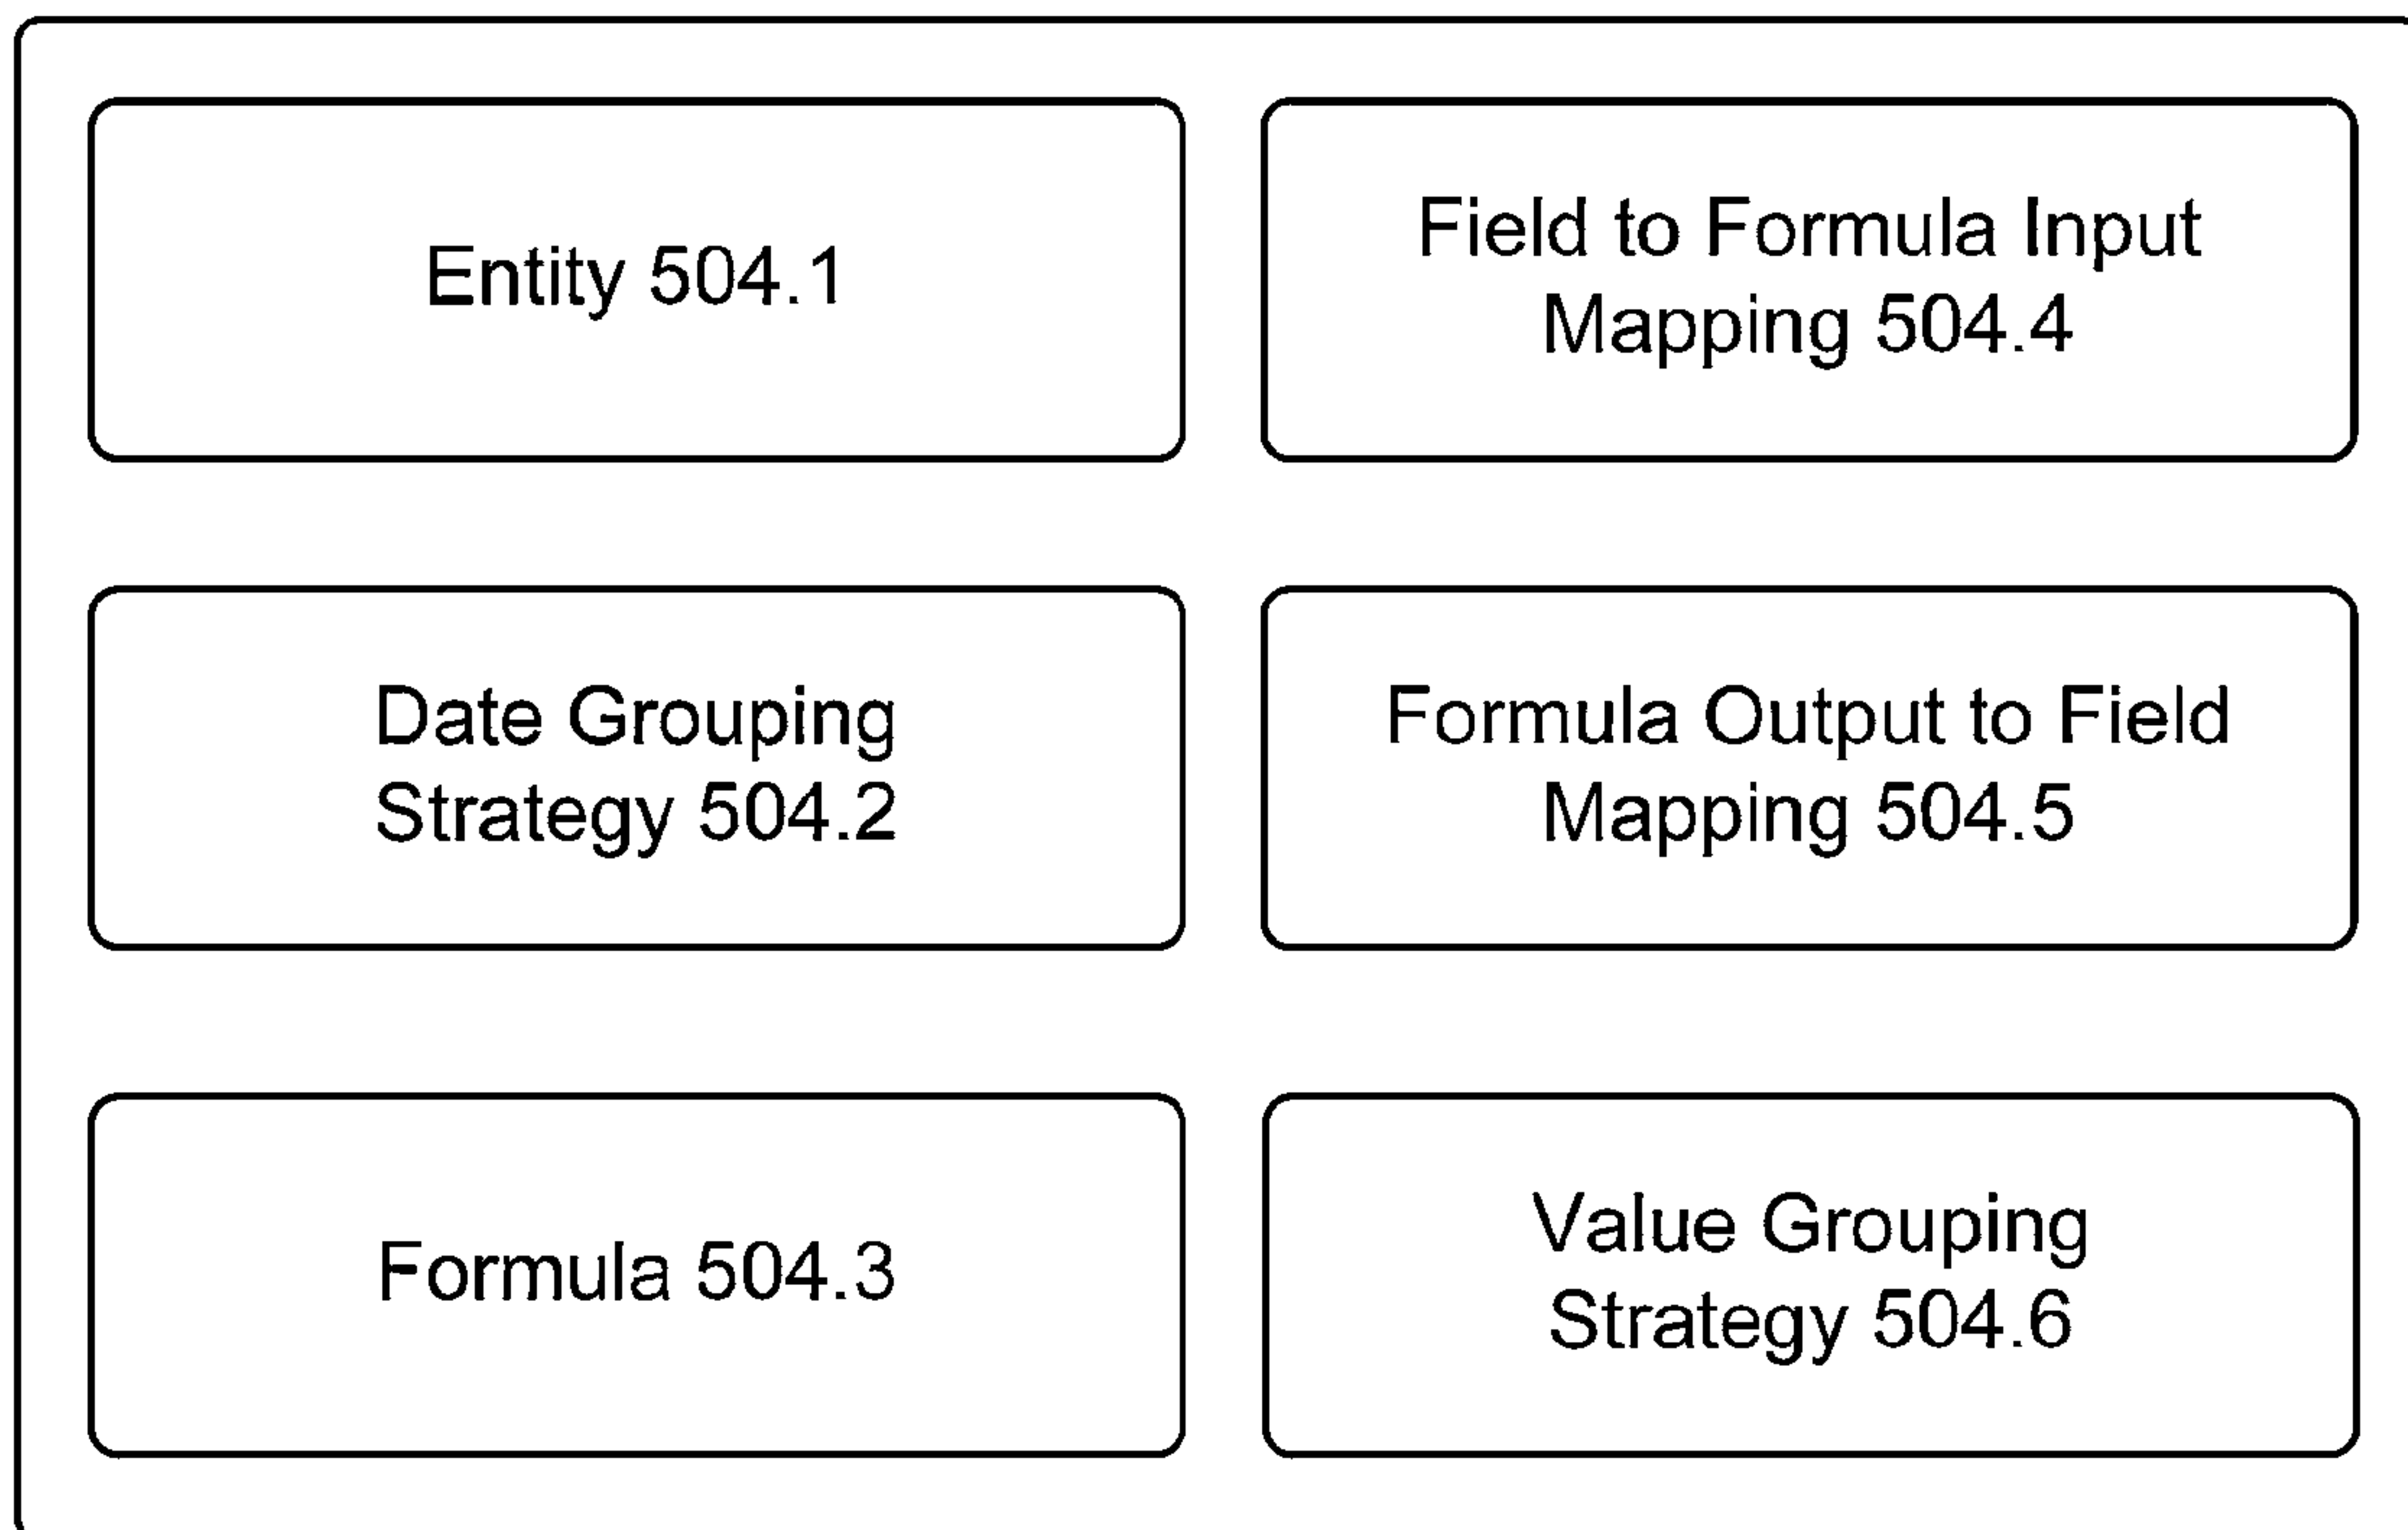 Entity 504.1
Field to Formula Input
Mapping 504.4
Date Grouping
Strategy 504.2
Formula Output to Field
Mapping 504.5
Formula 504.3
Value Grouping
Strategy 504.6